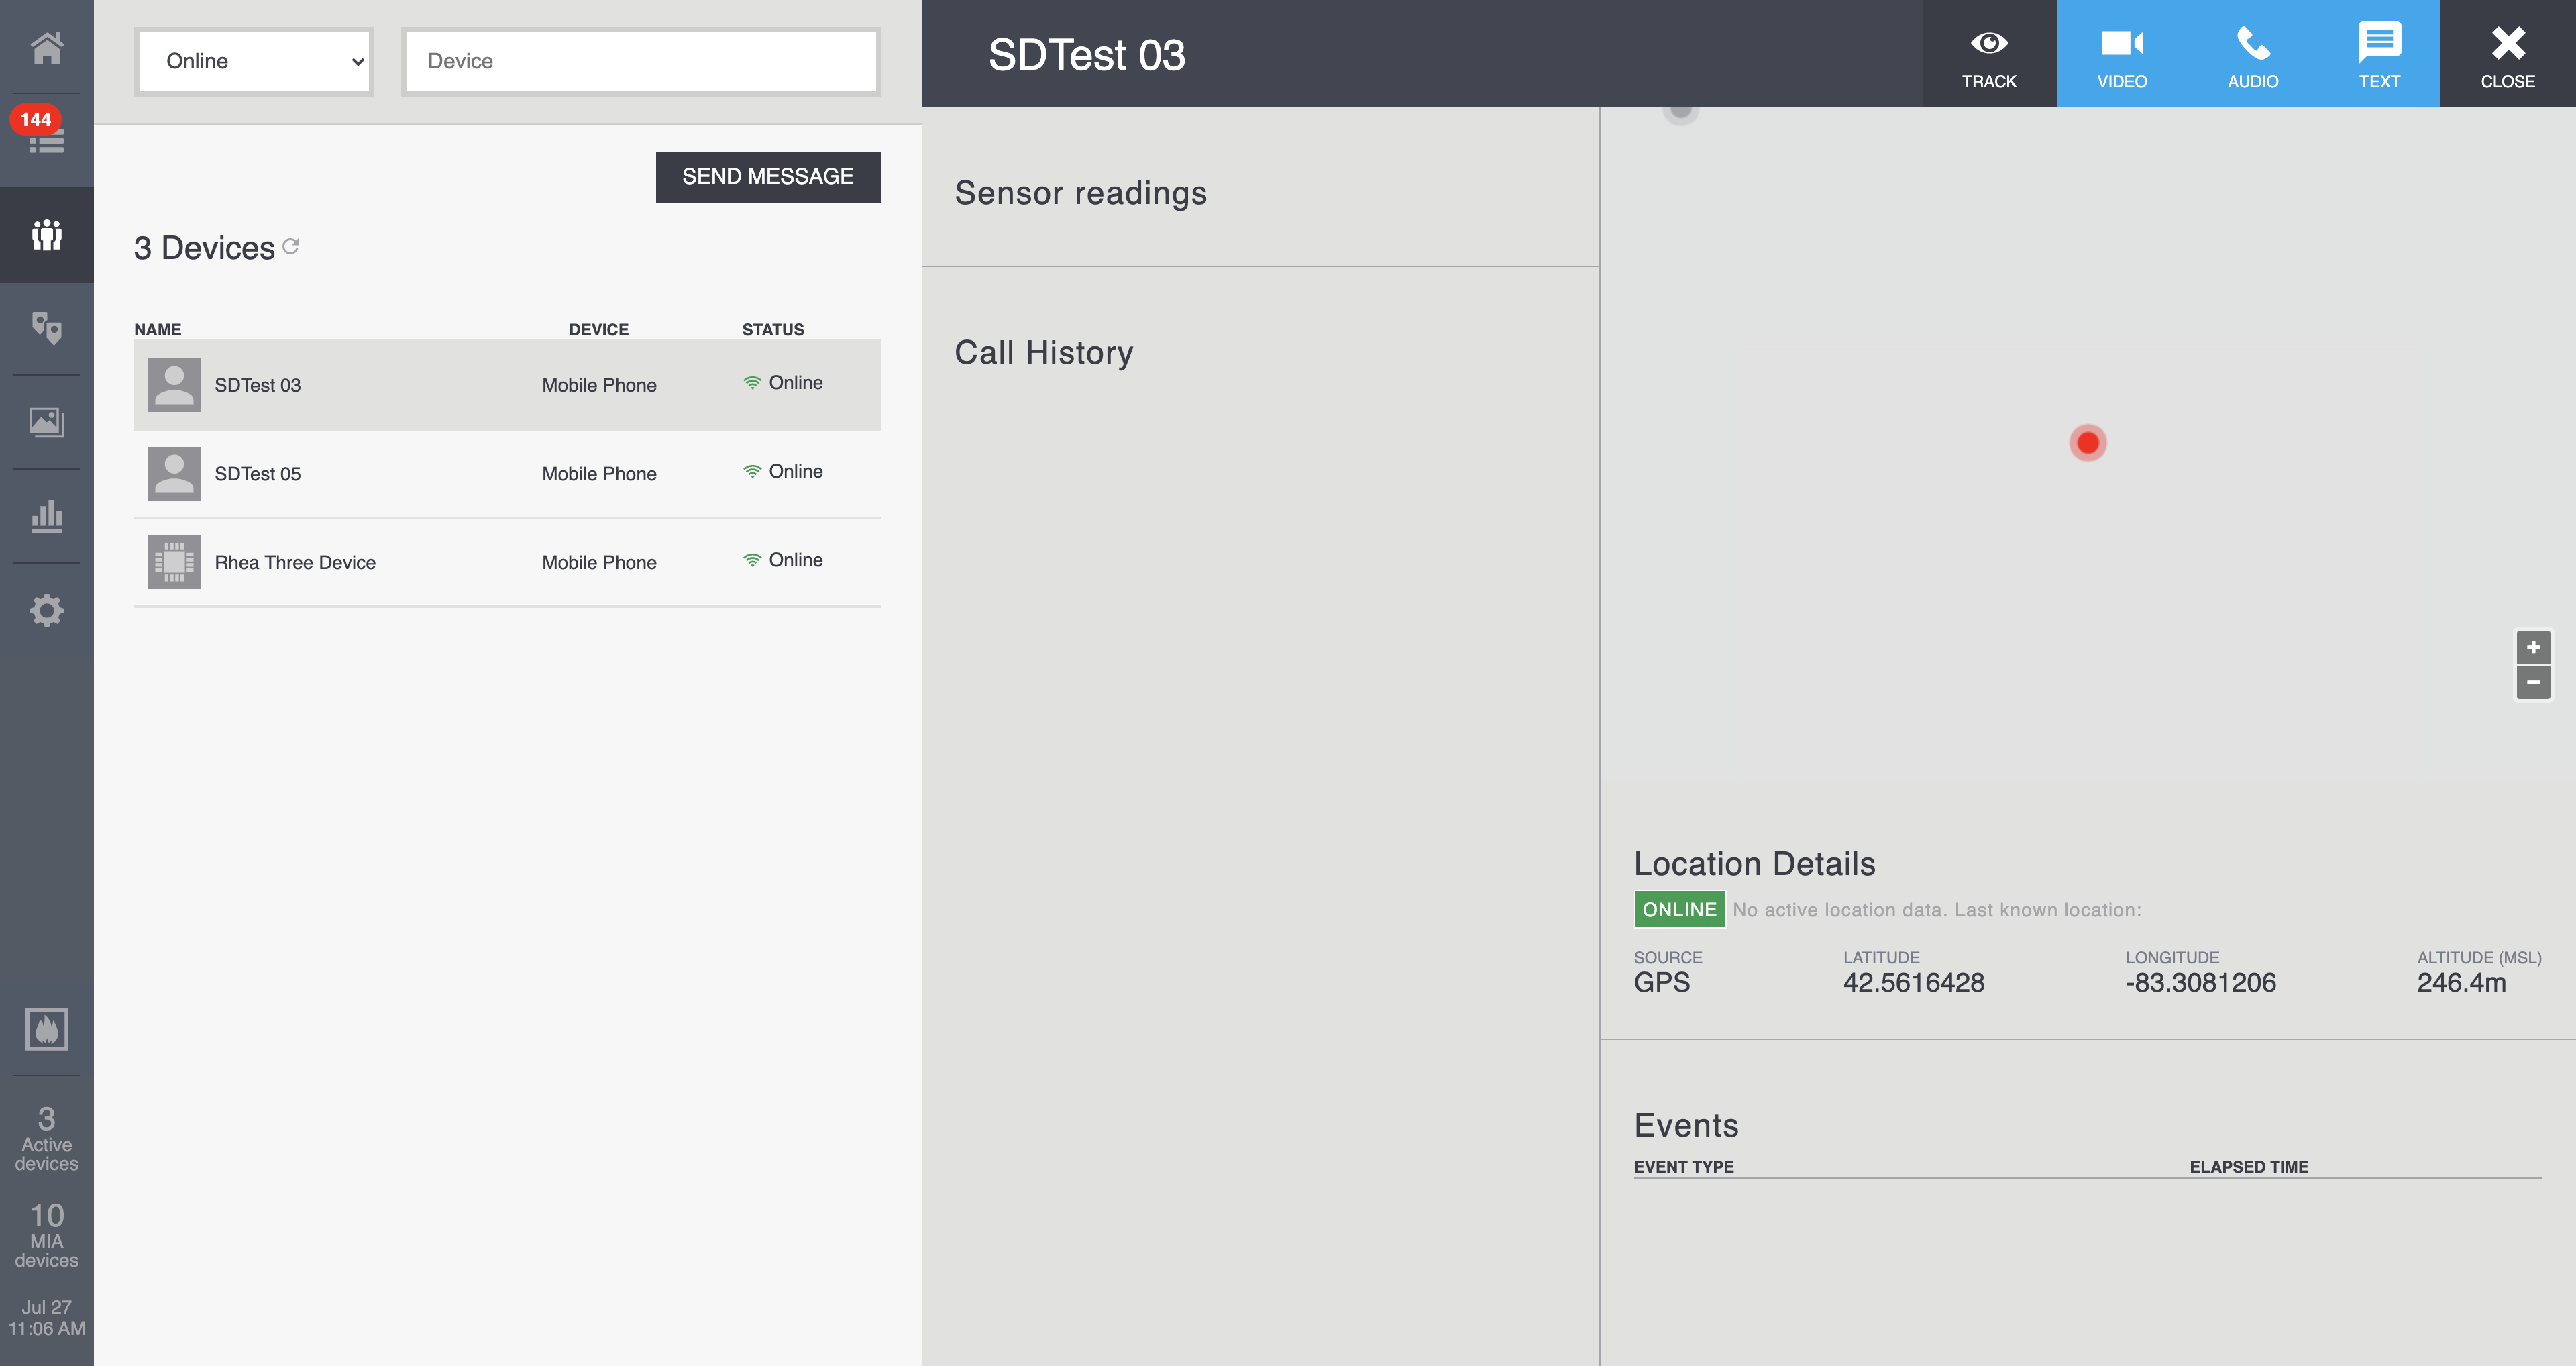 144
3
Active
devices
10
MIA
devices
Jul 27
11:06 AM
Online
Device
SEND MESSAGE
3 Devices
NAME DEVICE STATUS
SDTest 03 Mobile Phone Online
SDTest 05 Mobile Phone Online
Rhea Three Device Mobile Phone Online
SDTest 03
TRACK VIDEO AUDIO TEXT CLOSE
Sensor readings
Call History
+
−
Location Details
ONLINE No active location data. Last known location:
SOURCE LATITUDE LONGITUDE ALTITUDE (MSL)
GPS 42.5616428 -83.3081206 246.4m
Events
EVENT TYPE ELAPSED TIME